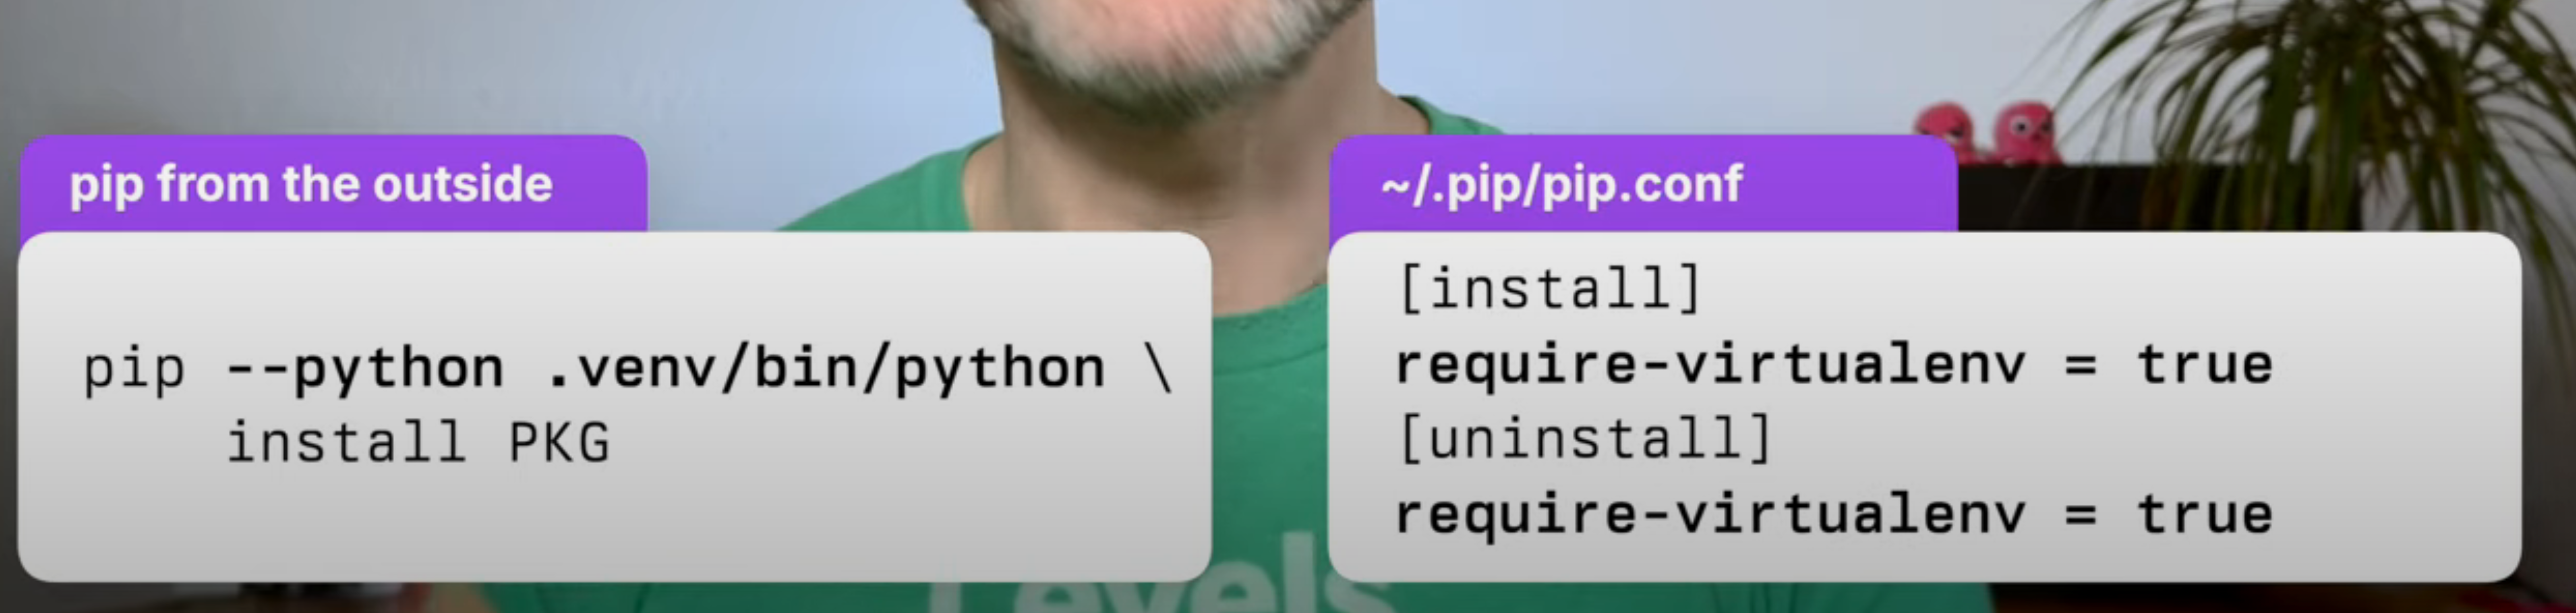 pip from the outside
pip --python .venv/bin/python \
    install PKG
~/.pip/pip.conf
[install]
require-virtualenv = true
[uninstall]
require-virtualenv = true
Levels